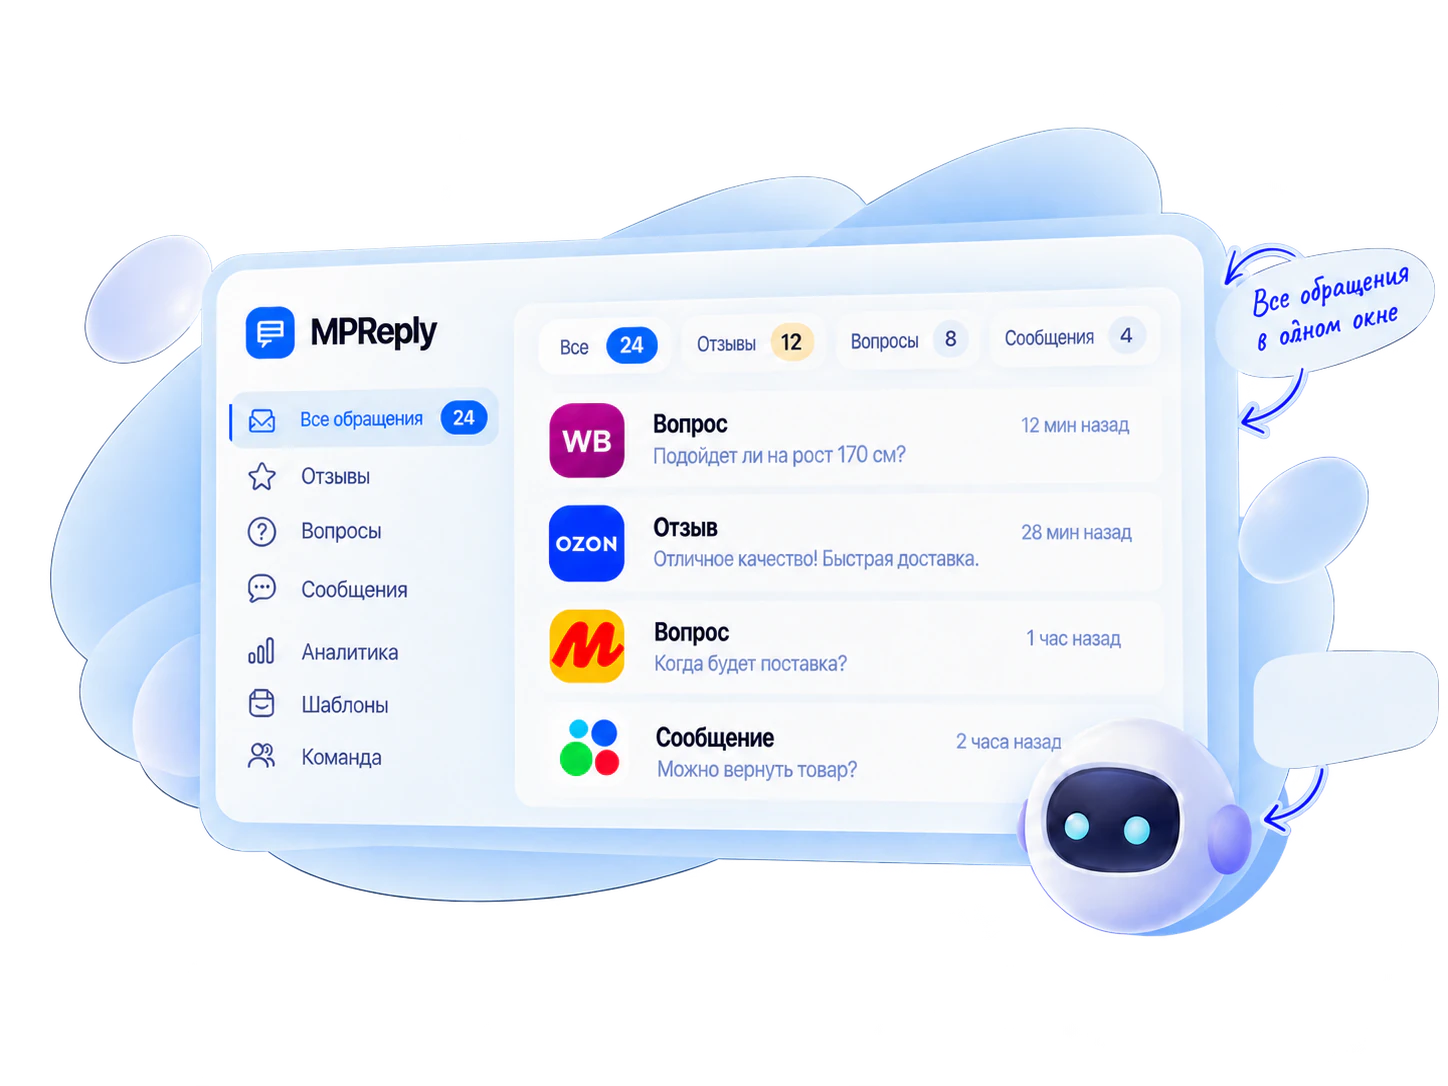 MPReply
Все обращения 24
Отзывы
Вопросы
Сообщения
Аналитика
Шаблоны
Команда
Все 24 Отзывы 12 Вопросы 8 Сообщения 4
WB
Вопрос 12 мин назад
Подойдет ли на рост 170 см?
OZON
Отзыв 28 мин назад
Отличное качество! Быстрая доставка.
М
Вопрос 1 час назад
Когда будет поставка?
Сообщение 2 часа назад
Можно вернуть товар?
Все обращения
в одном окне